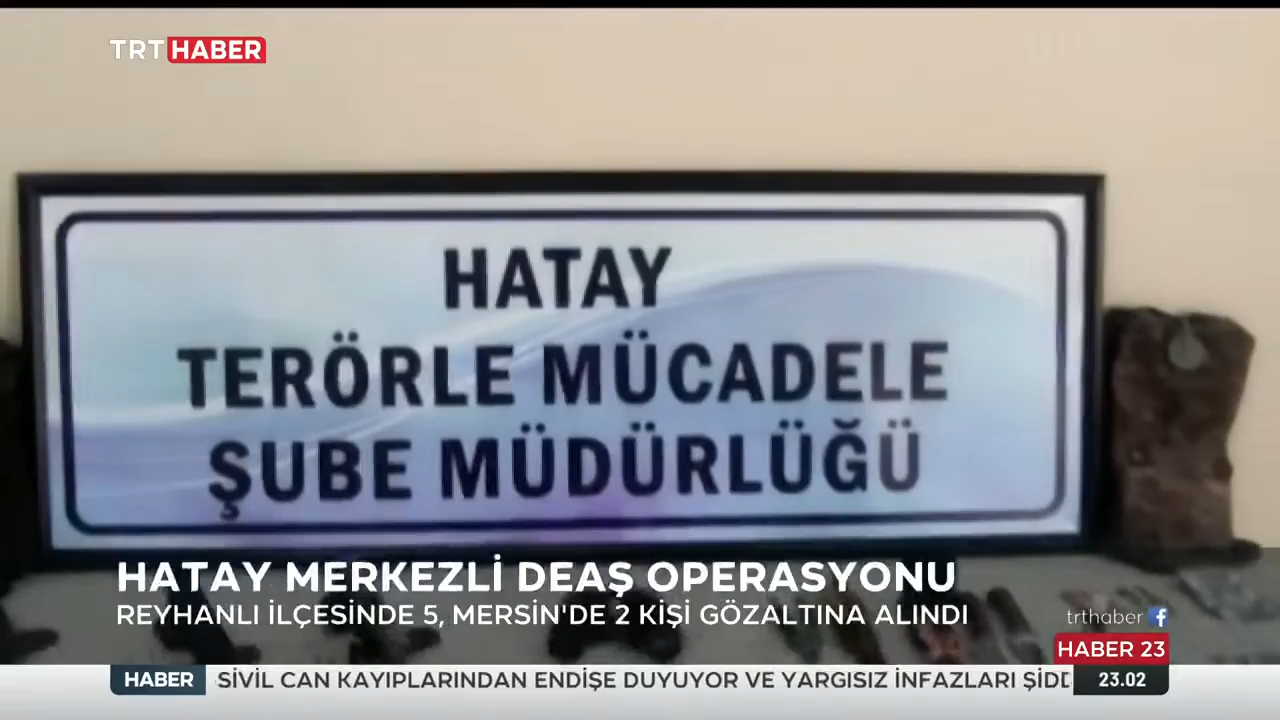 TRT HABER
HATAY
TERÖRLE MÜCADELE
ŞUBE MÜDÜRLÜĞÜ
HATAY MERKEZLİ DEAŞ OPERASYONU
REYHANLI İLÇESİNDE 5, MERSİN'DE 2 KİŞİ GÖZALTINA ALINDI
trthaber
HABER 23
HABER SİVİL CAN KAYIPLARINDAN ENDİŞE DUYUYOR VE YARGISIZ İNFAZLARI ŞİDD 23.02